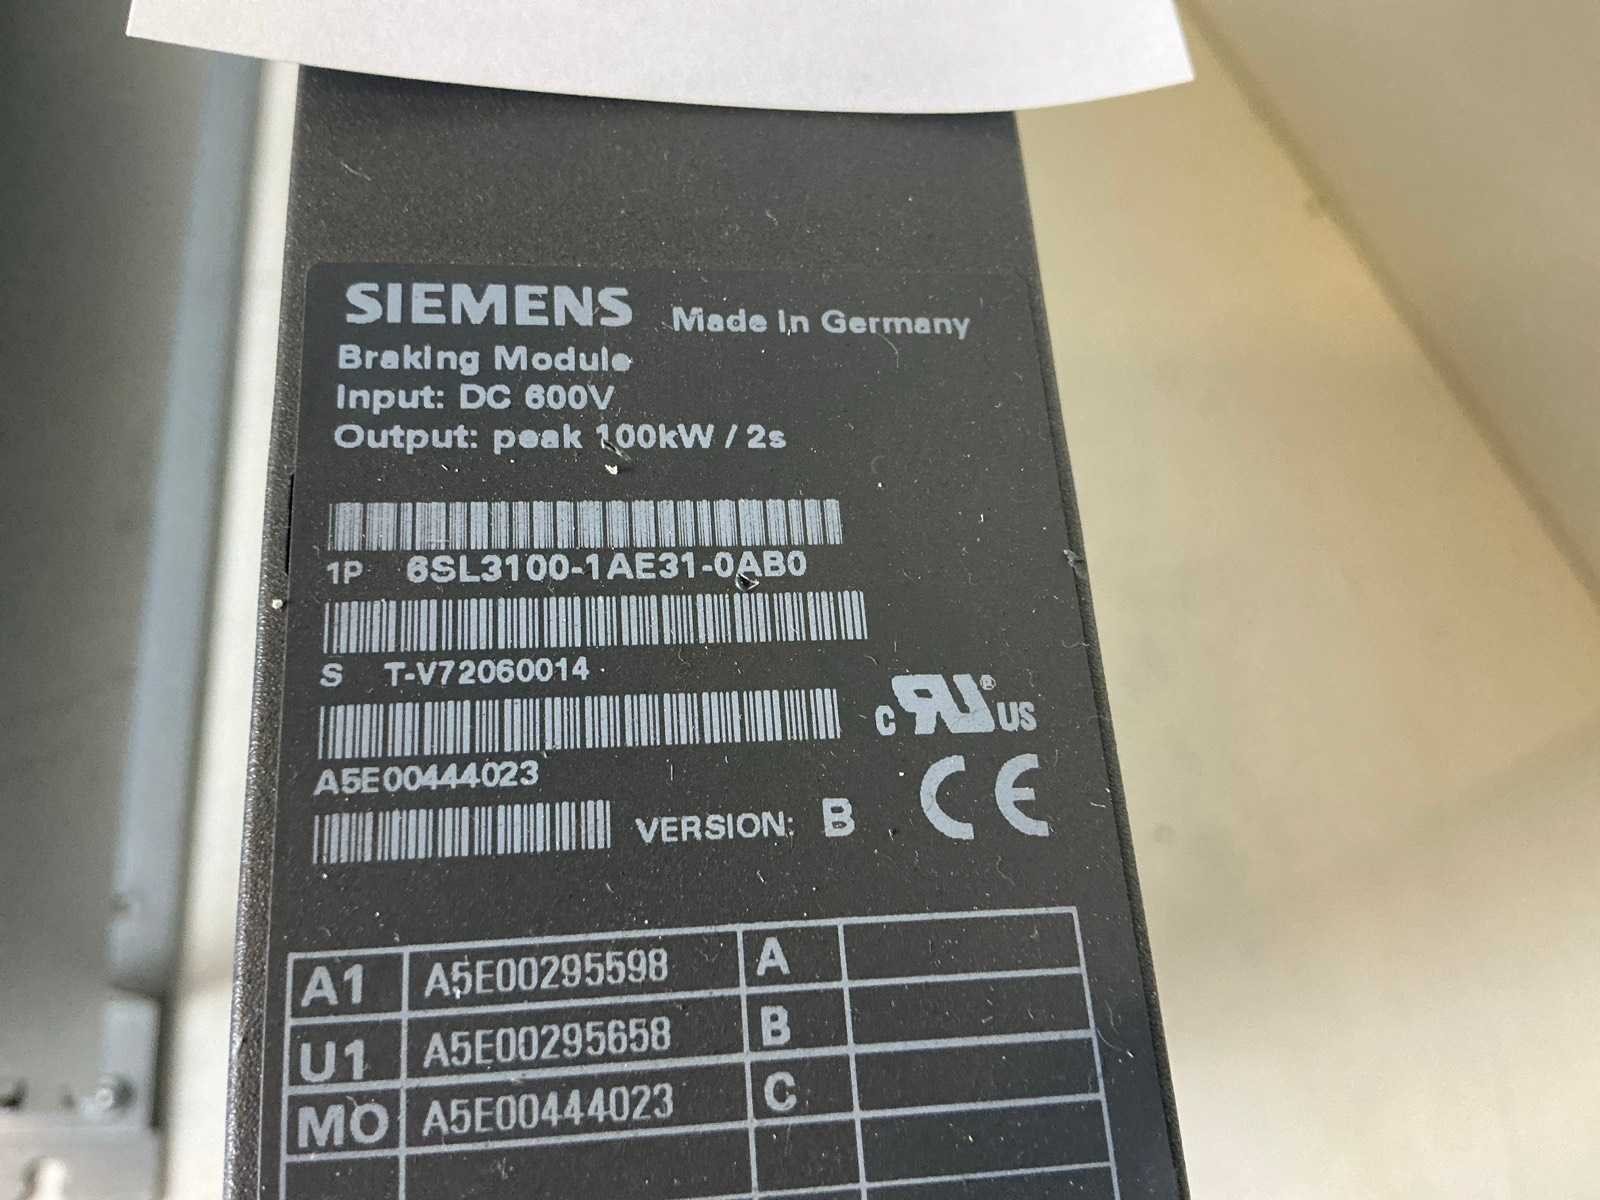 SIEMENS Made In Germany
Braking Module
Input: DC 600V
Output: peak 100kW / 2s
1P 6SL3100-1AE31-0AB0
S T-V72060014
A5E00444023
c RU® US
VERSION: B CE
A1 A5E00295598 A
U1 A5E00295658 B
MO A5E00444023 C